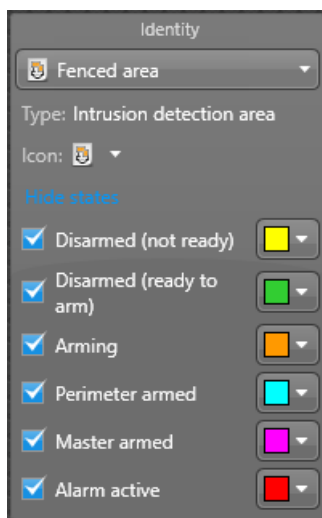 Identity
Fenced area
Type: Intrusion detection area
Icon:
Hide states
Disarmed (not ready)
Disarmed (ready to
arm)
Arming
Perimeter armed
Master armed
Alarm active